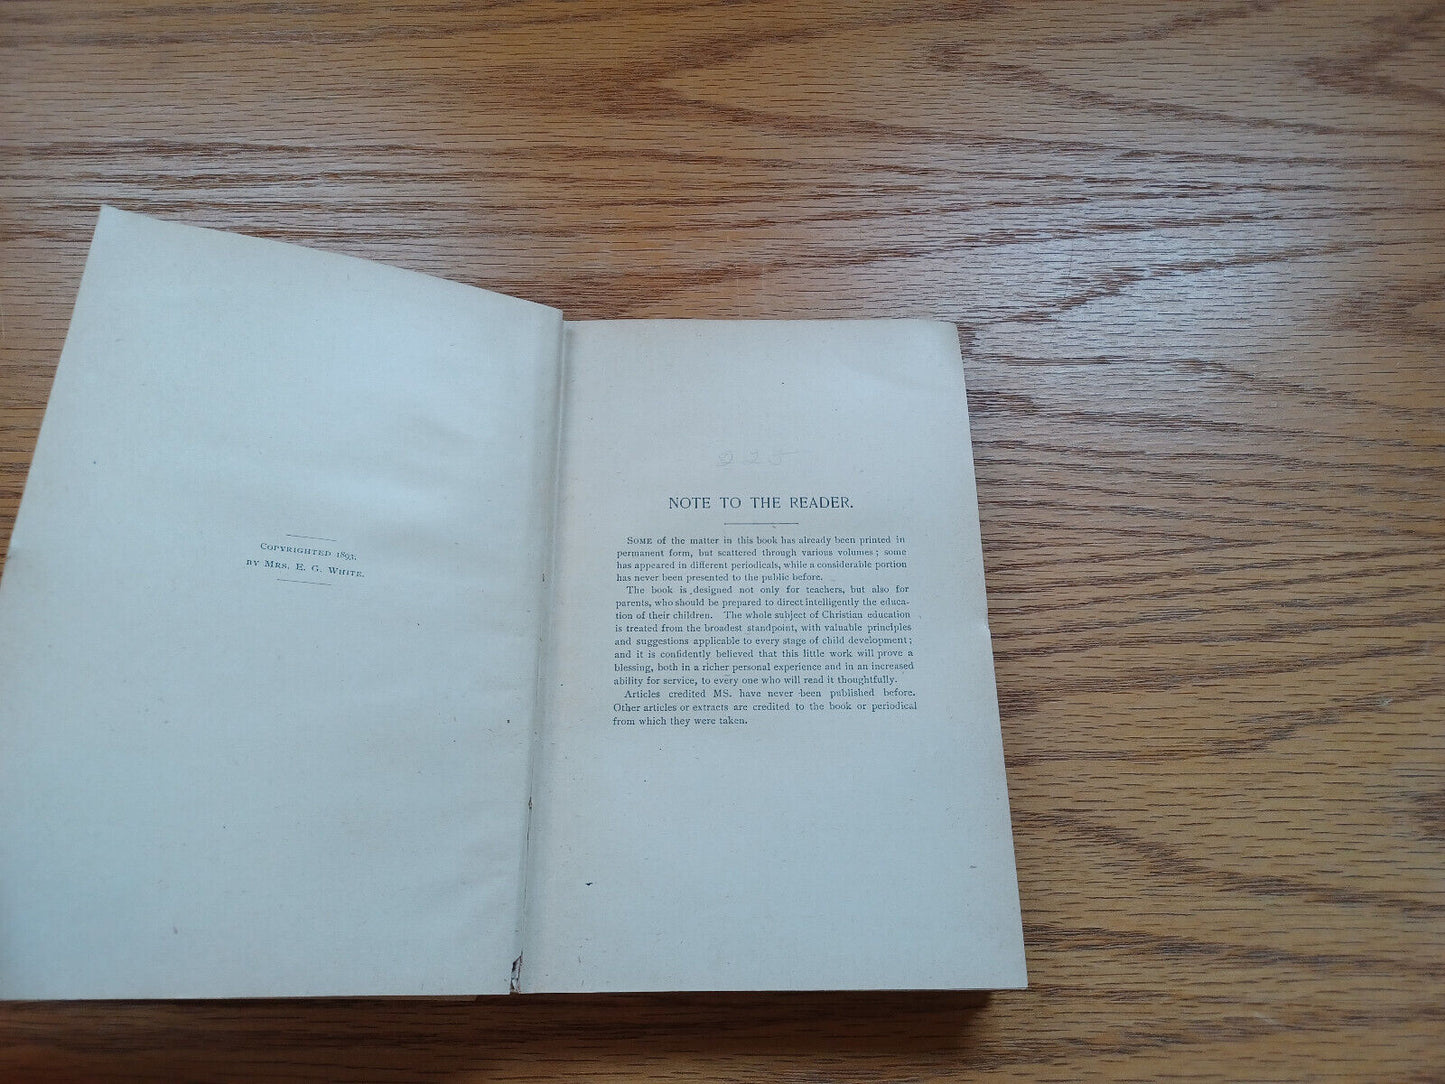 COPYRIGHTED 1893,
BY MRS. E. G. WHITE.
225
NOTE TO THE READER.
SOME of the matter in this book has already been printed in
permanent form, but scattered through various volumes; some
has appeared in different periodicals, while a considerable portion
has never been presented to the public before.
The book is designed not only for teachers, but also for
parents, who should be prepared to direct intelligently the educa-
tion of their children. The whole subject of Christian education
is treated from the broadest standpoint, with valuable principles
and suggestions applicable to every stage of child development;
and it is confidently believed that this little work will prove a
blessing, both in a richer personal experience and in an increased
ability for service, to every one who will read it thoughtfully.
Articles credited MS. have never been published before.
Other articles or extracts are credited to the book or periodical
from which they were taken.